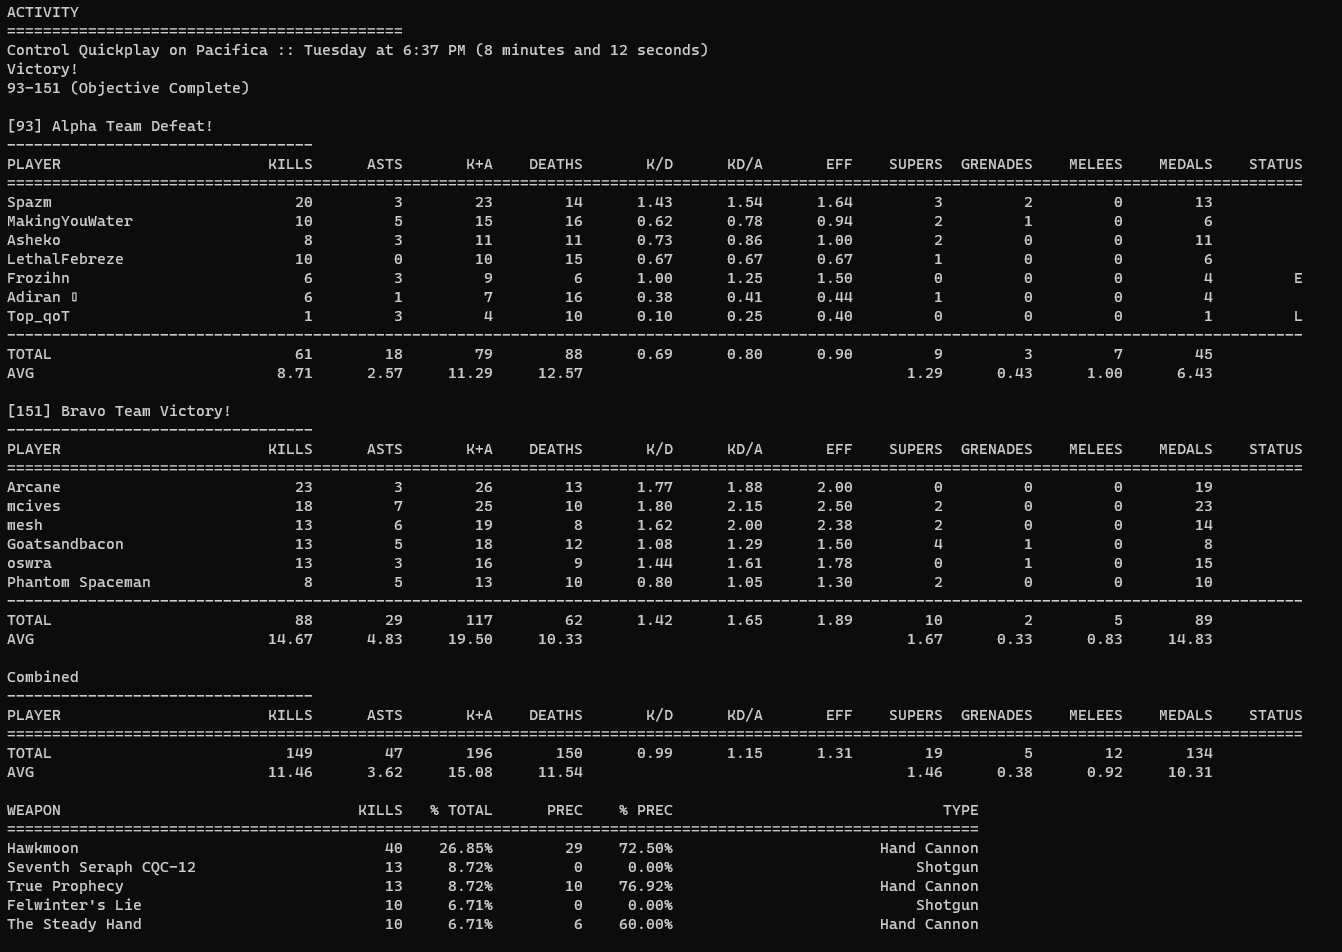 ACTIVITY
============================================
Control Quickplay on Pacifica :: Tuesday at 6:37 PM (8 minutes and 12 seconds)
Victory!
93-151 (Objective Complete)
[93] Alpha Team Defeat!
----------------------------------
PLAYER KILLS ASTS K+A DEATHS K/D KD/A EFF SUPERS GRENADES MELEES MEDALS STATUS
================================================================================================================================================
Spazm 20 3 23 14 1.43 1.54 1.64 3 2 0 13
MakingYouWater 10 5 15 16 0.62 0.78 0.94 2 1 0 6
Asheko 8 3 11 11 0.73 0.86 1.00 2 0 0 11
LethalFebreze 10 0 10 15 0.67 0.67 0.67 1 0 0 6
Frozihn 6 3 9 6 1.00 1.25 1.50 0 0 0 4 E
Adiran ▯ 6 1 7 16 0.38 0.41 0.44 1 0 0 4
Top_qoT 1 3 4 10 0.10 0.25 0.40 0 0 0 1 L
------------------------------------------------------------------------------------------------------------------------------------------------
TOTAL 61 18 79 88 0.69 0.80 0.90 9 3 7 45
AVG 8.71 2.57 11.29 12.57 1.29 0.43 1.00 6.43
[151] Bravo Team Victory!
----------------------------------
PLAYER KILLS ASTS K+A DEATHS K/D KD/A EFF SUPERS GRENADES MELEES MEDALS STATUS
================================================================================================================================================
Arcane 23 3 26 13 1.77 1.88 2.00 0 0 0 19
mcives 18 7 25 10 1.80 2.15 2.50 2 0 0 23
mesh 13 6 19 8 1.62 2.00 2.38 2 0 0 14
Goatsandbacon 13 5 18 12 1.08 1.29 1.50 4 1 0 8
oswra 13 3 16 9 1.44 1.61 1.78 0 1 0 15
Phantom Spaceman 8 5 13 10 0.80 1.05 1.30 2 0 0 10
------------------------------------------------------------------------------------------------------------------------------------------------
TOTAL 88 29 117 62 1.42 1.65 1.89 10 2 5 89
AVG 14.67 4.83 19.50 10.33 1.67 0.33 0.83 14.83
Combined
----------------------------------
PLAYER KILLS ASTS K+A DEATHS K/D KD/A EFF SUPERS GRENADES MELEES MEDALS STATUS
================================================================================================================================================
TOTAL 149 47 196 150 0.99 1.15 1.31 19 5 12 134
AVG 11.46 3.62 15.08 11.54 1.46 0.38 0.92 10.31
WEAPON KILLS % TOTAL PREC % PREC TYPE
============================================================================================================
Hawkmoon 40 26.85% 29 72.50% Hand Cannon
Seventh Seraph CQC-12 13 8.72% 0 0.00% Shotgun
True Prophecy 13 8.72% 10 76.92% Hand Cannon
Felwinter's Lie 10 6.71% 0 0.00% Shotgun
The Steady Hand 10 6.71% 6 60.00% Hand Cannon